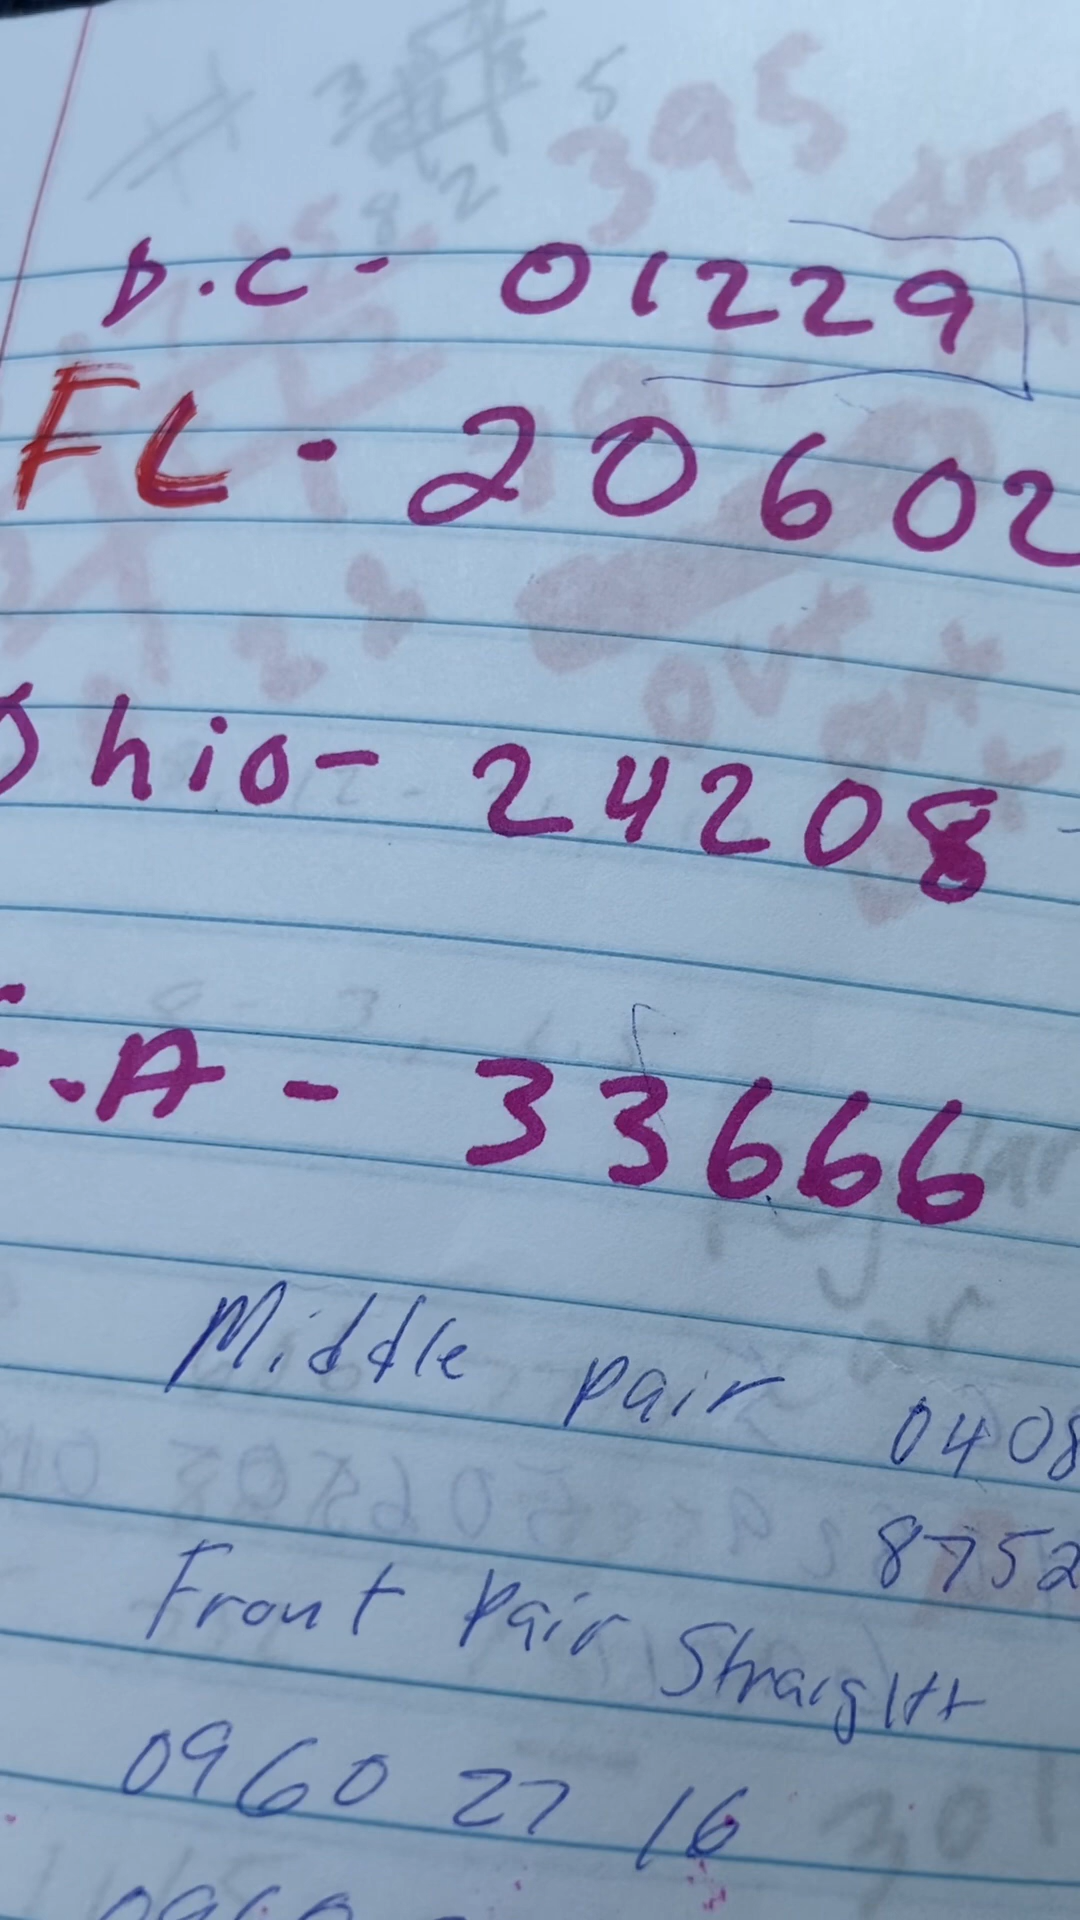 D.C - 01229
FL - 20602
Ohio - 24208
.A - 33666
Middle pair 0408
8752
Front Pair Straight
0960 27 16